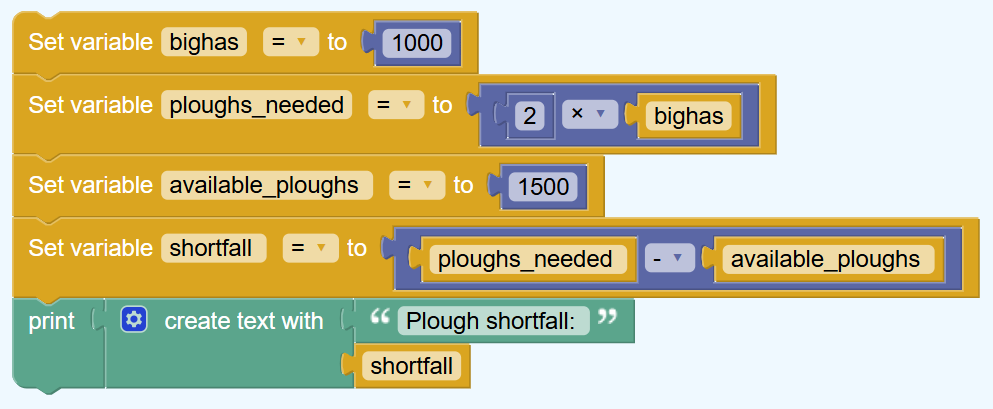 Set variable bighas = to 1000
Set variable ploughs_needed = to 2 × bighas
Set variable available_ploughs = to 1500
Set variable shortfall = to ploughs_needed - available_ploughs
print create text with “ Plough shortfall: ”
shortfall